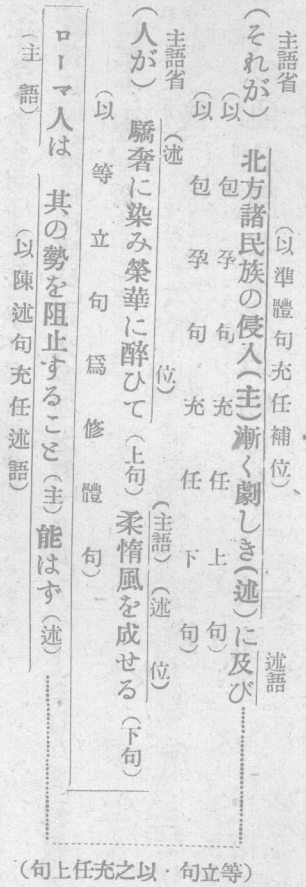 主語省 (以準體句充任補位)、 述語
(それが) 北方諸民族の侵入(主)漸く劇しき(述)に及び
(以包孕句充任上句)
(以包孕句充任下句)
主語省 (述位) (主語)(述位)
(人が) 驕奢に染み榮華に醉ひて(上句)柔惰風を成せる(下句)
(以等立句爲修體句)
ローマ人は 其の勢を阻止すること(主)能はす(述)
(主語) (以陳述句充任述語)
(等立句·以之充任上句)